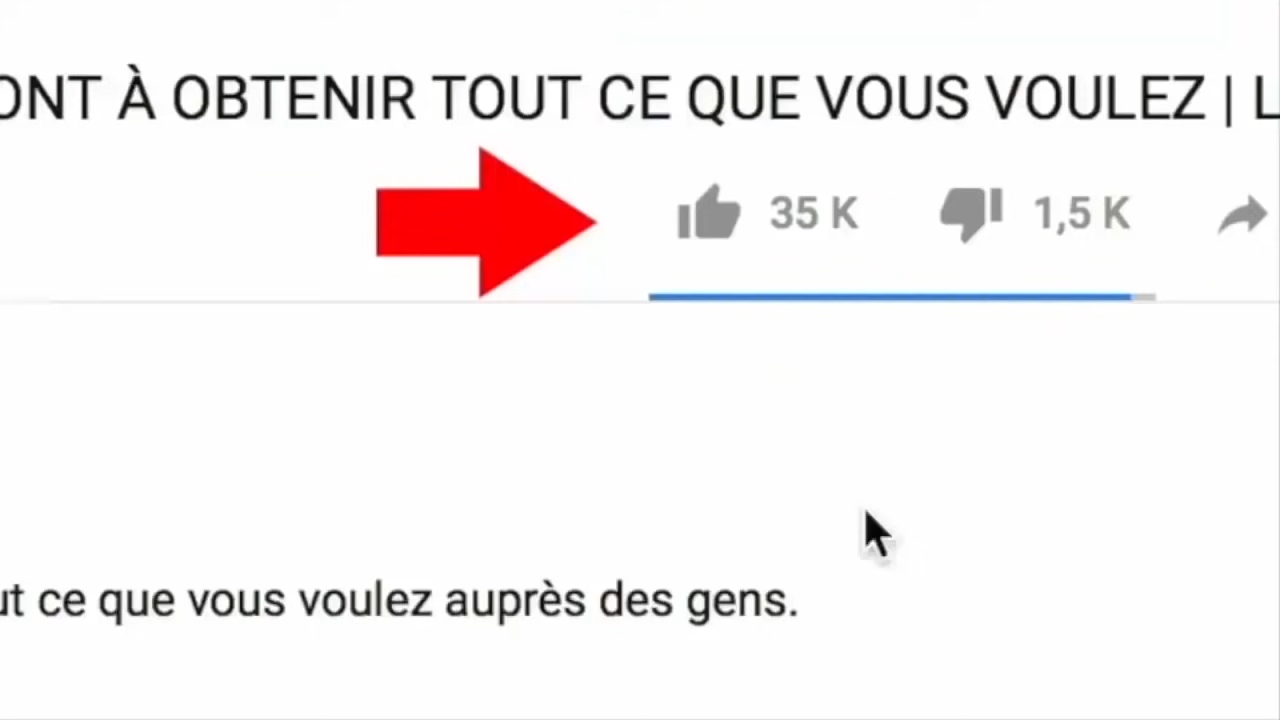 ONT À OBTENIR TOUT CE QUE VOUS VOULEZ | L
35 K 1,5 K
ut ce que vous voulez auprès des gens.